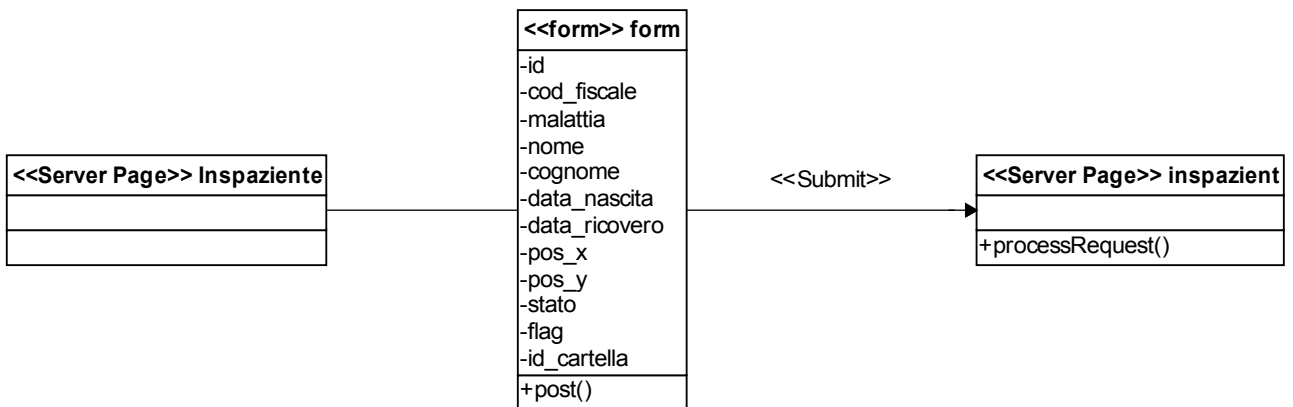 <<Server Page>> Inspaziente
<<form>> form
-id
-cod_fiscale
-malattia
-nome
-cognome
-data_nascita
-data_ricovero
-pos_x
-pos_y
-stato
-flag
-id_cartella
+post()
<<Submit>>
<<Server Page>> inspazient
+processRequest()